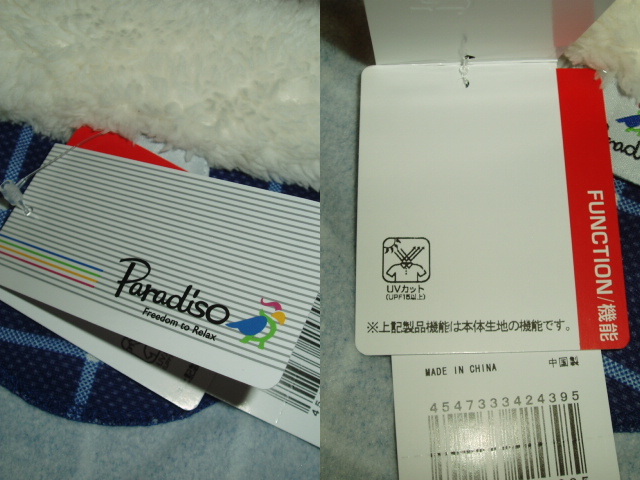 Paradiso
Freedom to Relax
FUNCTION/機能
UVカット
(UPF15以上)
※上記製品機能は本体生地の機能です。
MADE IN CHINA
中国製
4547333424395